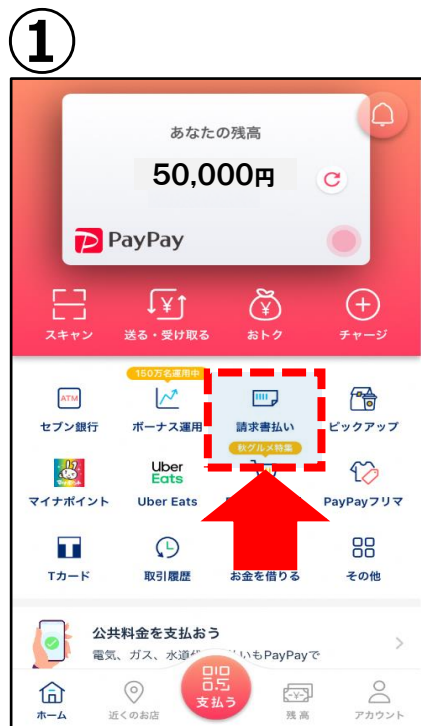 ①
あなたの残高
50,000円
PayPay
スキャン 送る・受け取る おトク チャージ
150万名運用中
ATM
セブン銀行 ボーナス運用 請求書払い ピックアップ
秋グルメ特集
Uber Eats
マイナポイント Uber Eats PayPayフリマ
Tカード 取引履歴 お金を借りる その他
公共料金を支払おう
電気、ガス、水道代 いもPayPayで
ホーム 近くのお店 支払う 残高 アカウント